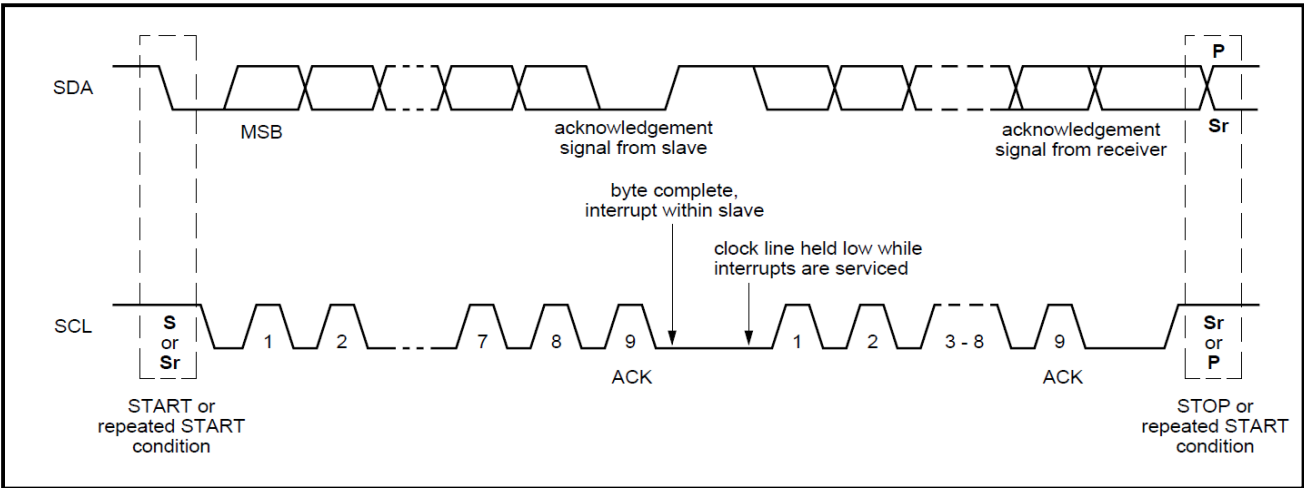 P
SDA
MSB
acknowledgement
signal from slave
acknowledgement
signal from receiver
Sr
byte complete,
interrupt within slave
clock line held low while
interrupts are serviced
SCL
S
or
Sr
1
2
7
8
9
1
2
3 - 8
9
Sr
or
P
ACK
ACK
START or
repeated START
condition
STOP or
repeated START
condition